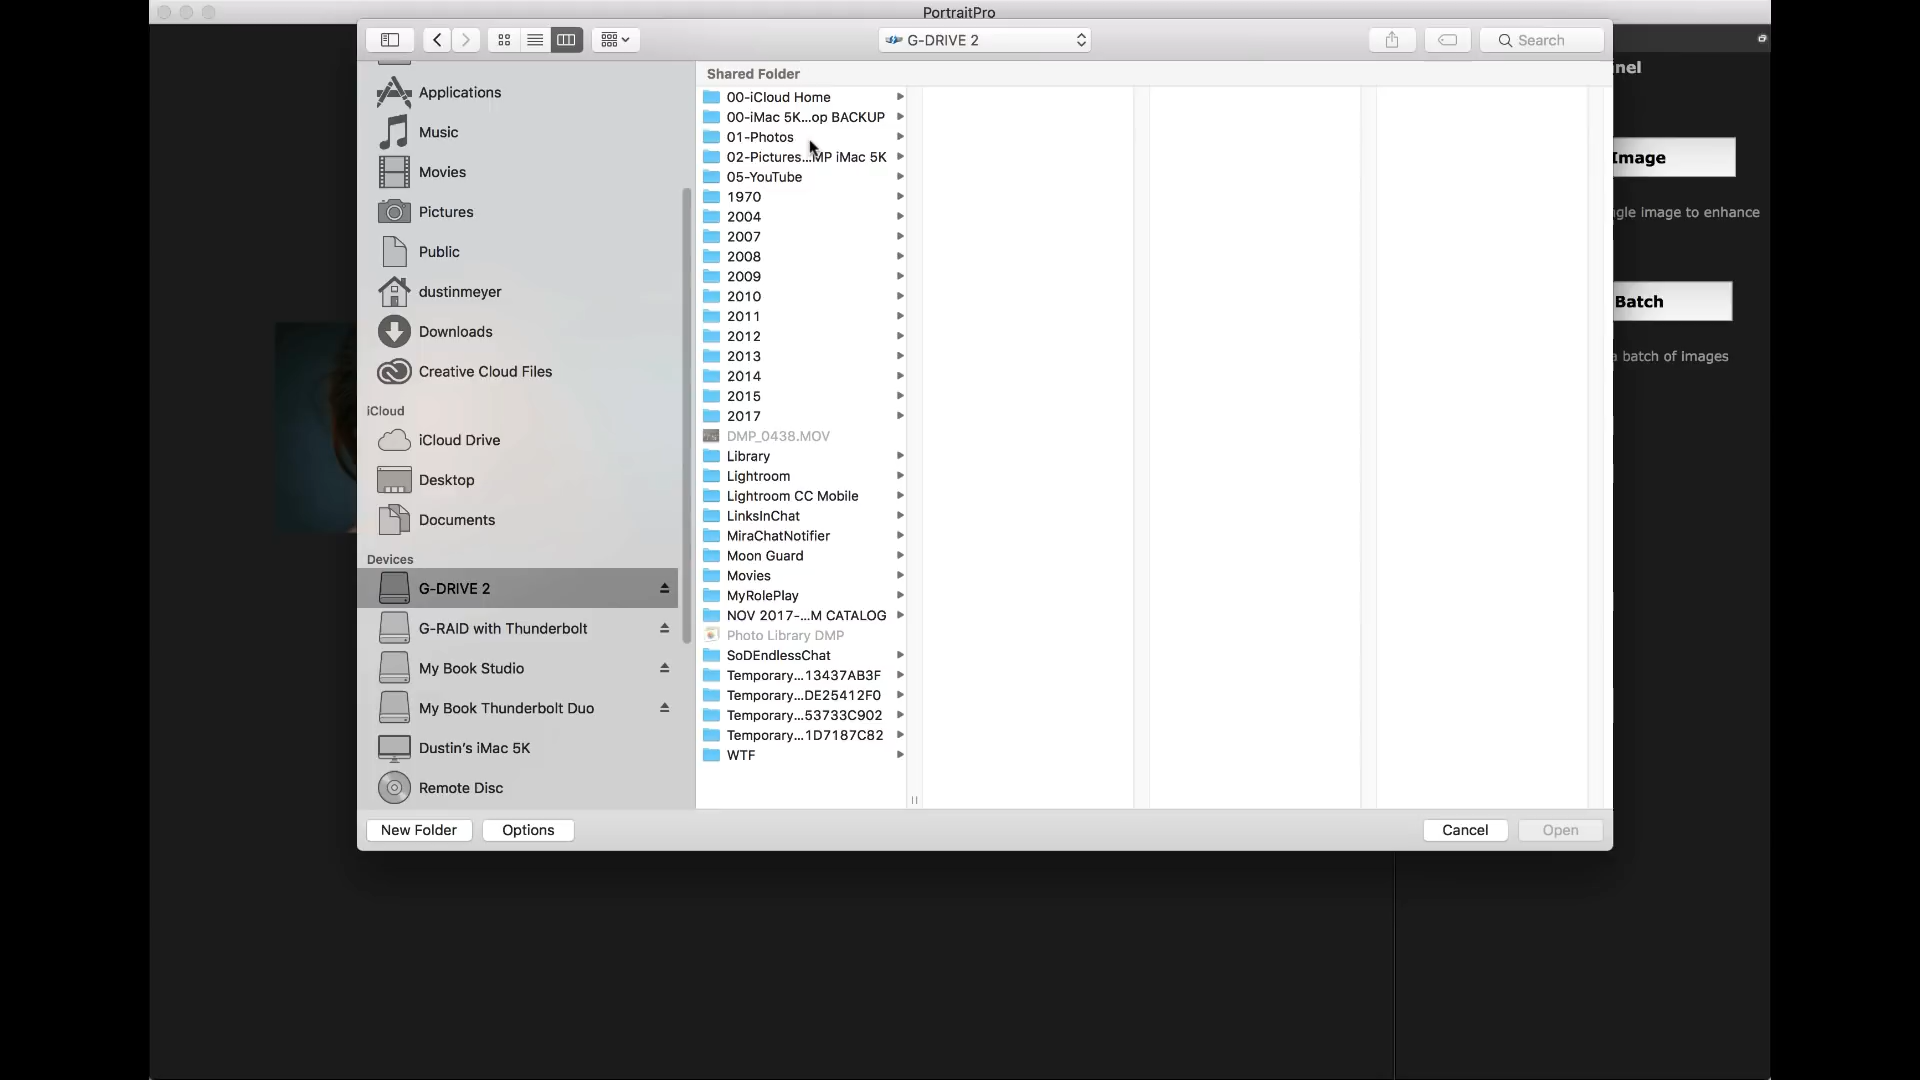 PortraitPro
G-DRIVE 2
Search
Shared Folder
Applications
Music
Movies
Pictures
Public
dustinmeyer
Downloads
Creative Cloud Files
iCloud
iCloud Drive
Desktop
Documents
Devices
G-DRIVE 2
G-RAID with Thunderbolt
My Book Studio
My Book Thunderbolt Duo
Dustin's iMac 5K
Remote Disc
00-iCloud Home
00-iMac 5K...op BACKUP
01-Photos
02-Pictures...MP iMac 5K
05-YouTube
1970
2004
2007
2008
2009
2010
2011
2012
2013
2014
2015
2017
DMP_0438.MOV
Library
Lightroom
Lightroom CC Mobile
LinksInChat
MiraChatNotifier
Moon Guard
Movies
MyRolePlay
NOV 2017-...M CATALOG
Photo Library DMP
SoDEndlessChat
Temporary...13437AB3F
Temporary...DE25412F0
Temporary...53733C902
Temporary...1D7187C82
WTF
nel
Image
gle image to enhance
Batch
a batch of images
New Folder
Options
Cancel
Open